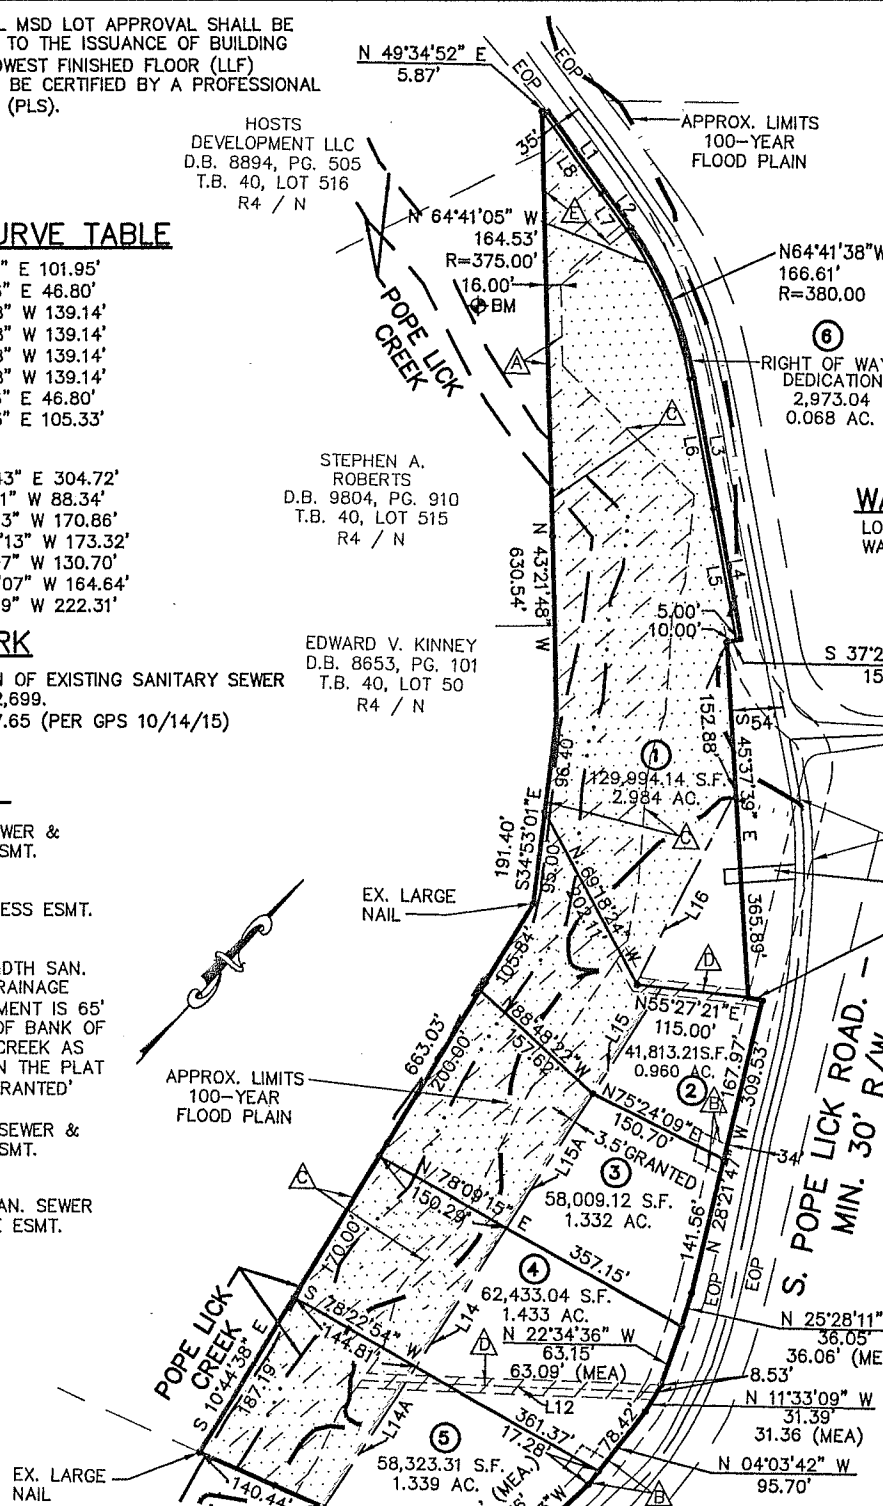 L MSD LOT APPROVAL SHALL BE
TO THE ISSUANCE OF BUILDING
OWEST FINISHED FLOOR (LLF)
BE CERTIFIED BY A PROFESSIONAL
(PLS).
N 49°34'52" E
5.87'
EOP
EOP
APPROX. LIMITS
100-YEAR
FLOOD PLAIN
HOSTS
DEVELOPMENT LLC
D.B. 8894, PG. 505
T.B. 40, LOT 516
R4 / N
35'
L1
L8
L2
L7
E
N 64°41'05" W
164.53'
R=375.00'
16.00'
BM
N64°41'38"W
166.61'
R=380.00
URVE TABLE
" E 101.95'
" E 46.80'
" W 139.14'
" W 139.14'
" W 139.14'
" W 139.14'
" E 46.80'
" E 105.33'
43" E 304.72'
1" W 88.34'
3" W 170.86'
'13" W 173.32'
7" W 130.70'
'07" W 164.64'
9" W 222.31'
POPE LICK
CREEK
A
C
6
RIGHT OF WAY
DEDICATION
2,973.04
0.068 AC.
L6
L3
STEPHEN A.
ROBERTS
D.B. 9804, PG. 910
T.B. 40, LOT 515
R4 / N
N 43°21'48" W
630.54'
WA
LO
WA
L5
L4
5.00'
10.00'
S 37°2
15
RK
N OF EXISTING SANITARY SEWER
2,699.
7.65 (PER GPS 10/14/15)
EDWARD V. KINNEY
D.B. 8653, PG. 101
T.B. 40, LOT 50
R4 / N
152.88'
54'
S 45°37'39" E
365.89'
1
129,994.14 S.F.
2.984 AC.
96.40'
C
191.40'
S34°53'01"E
95.00'
N 69°18'24" W
202.11'
L16
WER &
ESMT.
ESS ESMT.
DTH SAN.
RAINAGE
MENT IS 65'
OF BANK OF
CREEK AS
N THE PLAT
GRANTED'
SEWER &
SMT.
AN. SEWER
E ESMT.
EX. LARGE
NAIL
N
105.84'
D
N55°27'21"E
115.00'
41,813.21S.F.
0.960 AC.
2
B
L15
N88°48'22"W
157.62'
663.03'
200.00'
APPROX. LIMITS
100-YEAR
FLOOD PLAIN
N75°24'09"E
150.70'
3.5'GRANTED
L15A
167.97'
309.53'
34'
N 28°21'47" W
141.56'
S. POPE LICK ROAD. -
MIN. 30' R/W
3
58,009.12 S.F.
1.332 AC.
C
N 78°09'15" E
150.29'
357.15'
170.00'
4
62,433.04 S.F.
1.433 AC.
EOP
EOP
L14
POPE LICK
CREEK
S 78°22'54" W
144.81'
N 22°34'36" W
63.15'
63.09' (MEA)
D
N 25°28'11"
36.05'
36.06' (ME
8.53'
N 11°33'09" W
31.39'
31.36 (MEA)
S 10°44'38" E
187.19'
L14A
L12
361.37'
17.28'
78.42'
5
58,323.31 S.F.
1.339 AC.
(MEA.)
N 04°03'42" W
95.70'
B
EX. LARGE
NAIL
140.44'